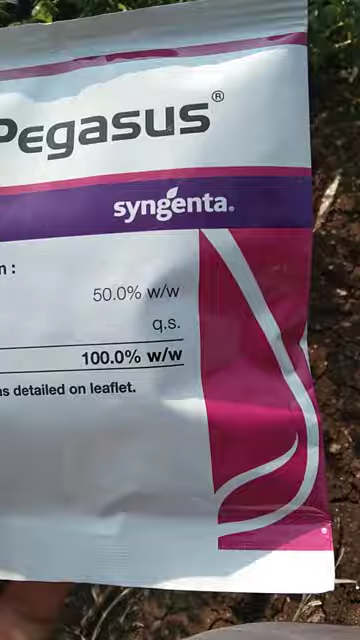 Pegasus®
syngenta®
n :
50.0% w/w
q.s.
100.0% w/w
s detailed on leaflet.